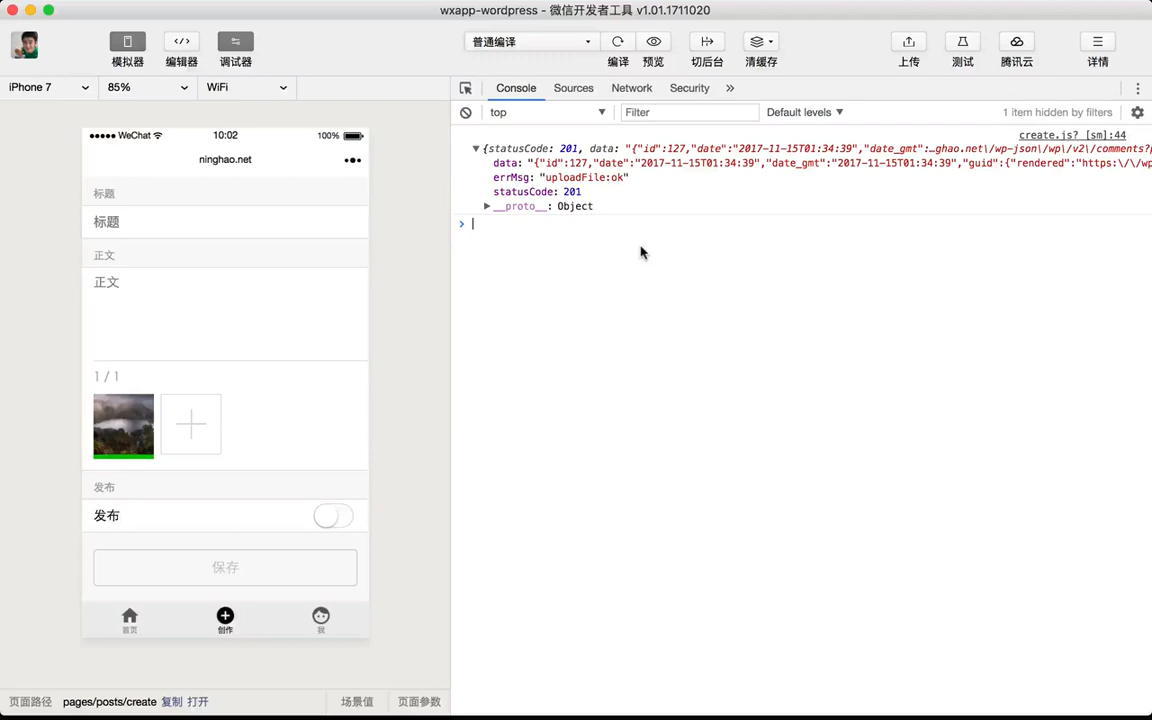 wxapp-wordpress - 微信开发者工具 v1.01.1711020
模拟器 编辑器 调试器 普通编译 编译 预览 切后台 清缓存 上传 测试 腾讯云 详情
iPhone 7 85% WiFi
Console Sources Network Security »
top Filter Default levels 1 item hidden by filters
WeChat 10:02 100%
ninghao.net
标题
标题
正文
正文
1 / 1
发布
发布
保存
首页 创作 我
create.js? [sm]:44
{statusCode: 201, data: "{"id":127,"date":"2017-11-15T01:34:39","date_gmt":…ghao.net\/wp-json\/wp\/v2\/comments?p
data: "{"id":127,"date":"2017-11-15T01:34:39","date_gmt":"2017-11-15T01:34:39","guid":{"rendered":"https:\/\/wp
errMsg: "uploadFile:ok"
statusCode: 201
__proto__: Object
页面路径 pages/posts/create 复制 打开 场景值 页面参数